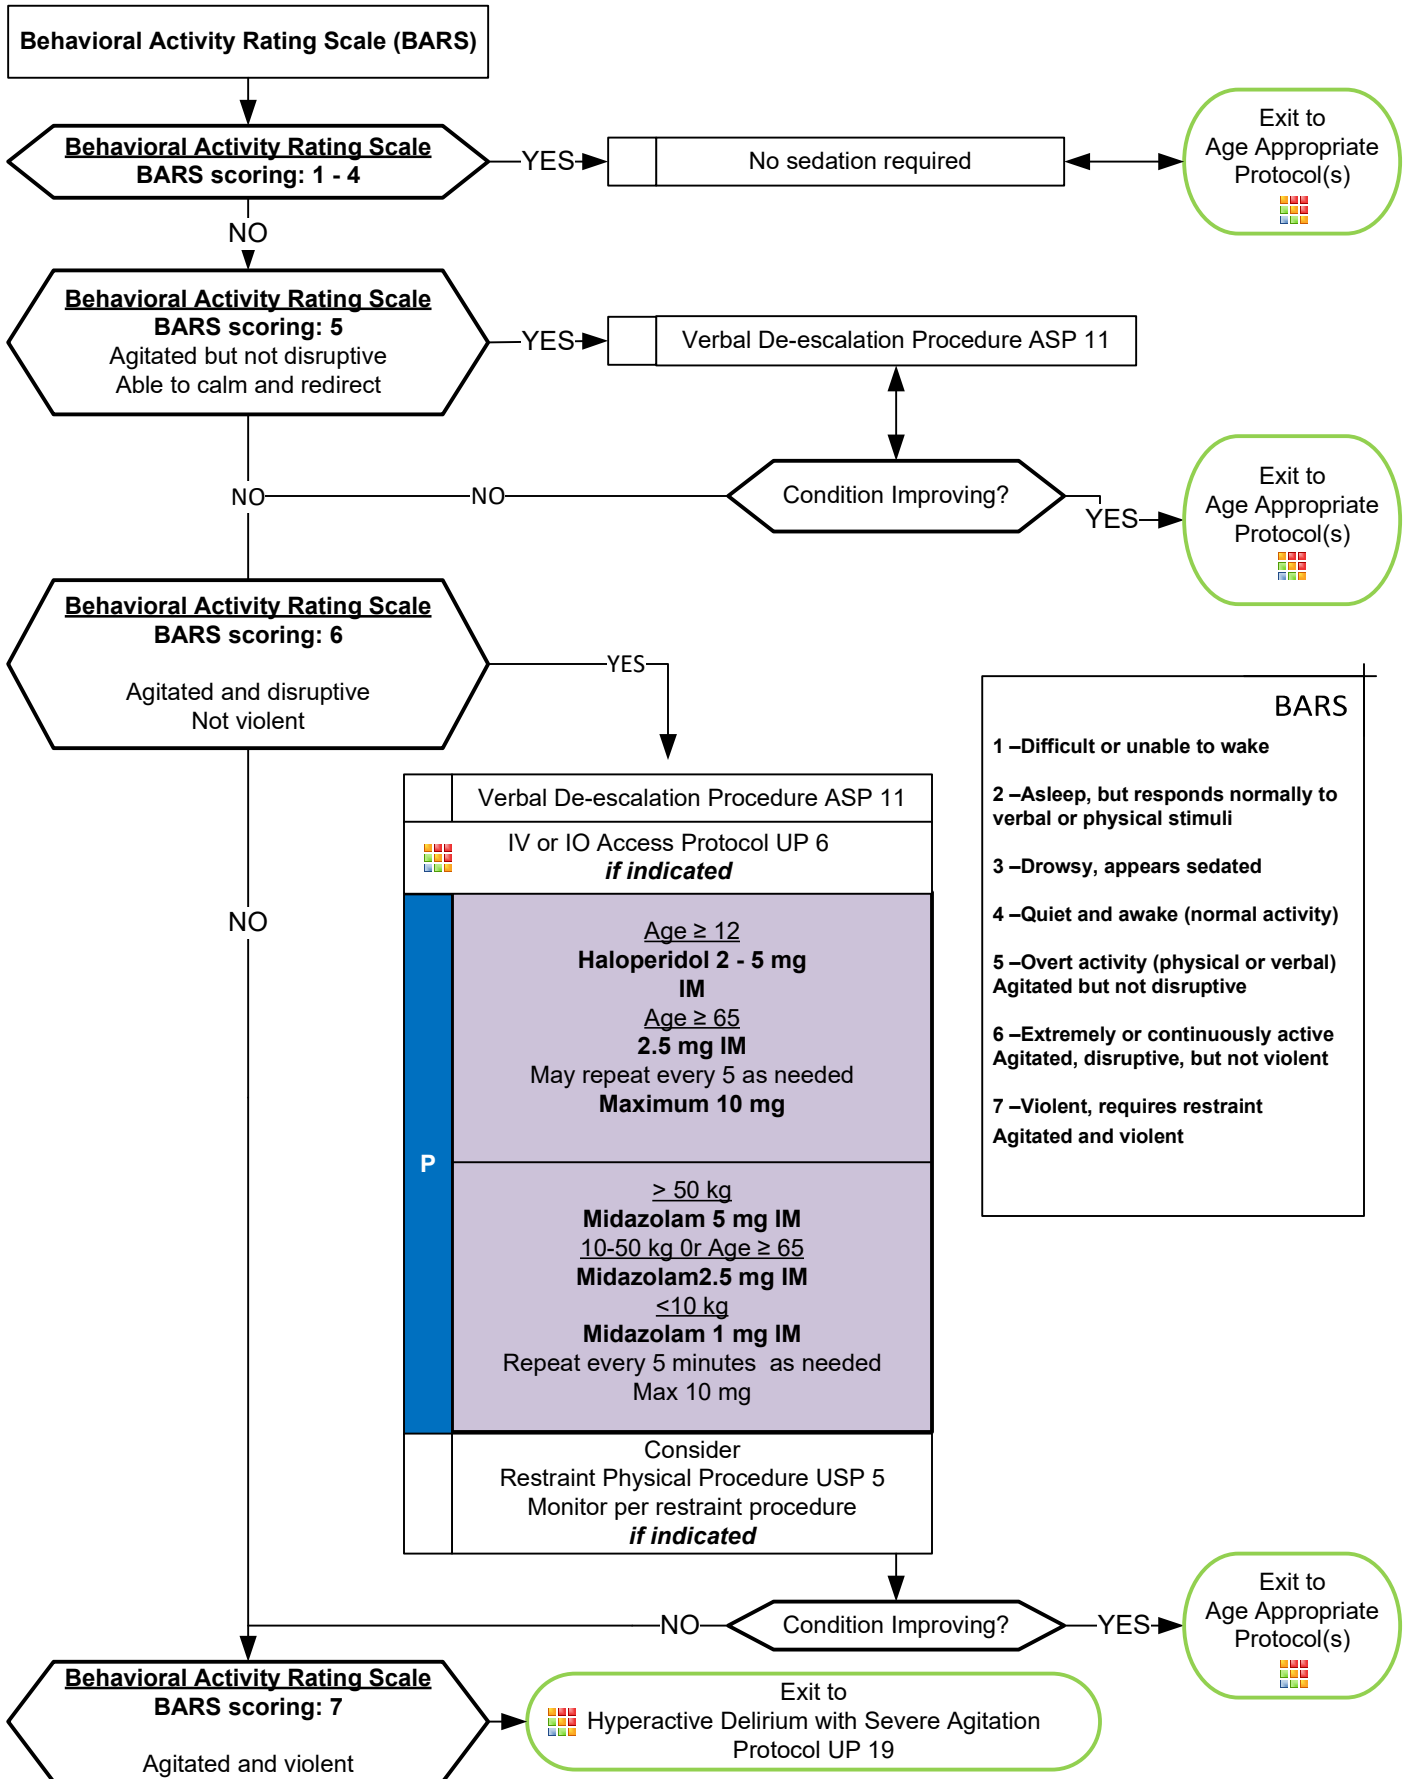 Behavioral Activity Rating Scale (BARS)
Behavioral Activity Rating Scale
BARS scoring: 1 - 4
YES
No sedation required
Exit to
Age Appropriate
Protocol(s)
NO
Behavioral Activity Rating Scale
BARS scoring: 5
Agitated but not disruptive
Able to calm and redirect
YES
Verbal De-escalation Procedure ASP 11
NO
NO
Condition Improving?
YES
Exit to
Age Appropriate
Protocol(s)
Behavioral Activity Rating Scale
BARS scoring: 6
Agitated and disruptive
Not violent
YES
BARS
1 –Difficult or unable to wake
2 –Asleep, but responds normally to
verbal or physical stimuli
3 –Drowsy, appears sedated
4 –Quiet and awake (normal activity)
5 –Overt activity (physical or verbal)
Agitated but not disruptive
6 –Extremely or continuously active
Agitated, disruptive, but not violent
7 –Violent, requires restraint
Agitated and violent
NO
Verbal De-escalation Procedure ASP 11
IV or IO Access Protocol UP 6
if indicated
P
Age ≥ 12
Haloperidol 2 - 5 mg
IM
Age ≥ 65
2.5 mg IM
May repeat every 5 as needed
Maximum 10 mg
> 50 kg
Midazolam 5 mg IM
10-50 kg 0r Age ≥ 65
Midazolam2.5 mg IM
<10 kg
Midazolam 1 mg IM
Repeat every 5 minutes  as needed
Max 10 mg
Consider
Restraint Physical Procedure USP 5
Monitor per restraint procedure
if indicated
NO
Condition Improving?
YES
Exit to
Age Appropriate
Protocol(s)
Behavioral Activity Rating Scale
BARS scoring: 7
Agitated and violent
Exit to
Hyperactive Delirium with Severe Agitation
Protocol UP 19